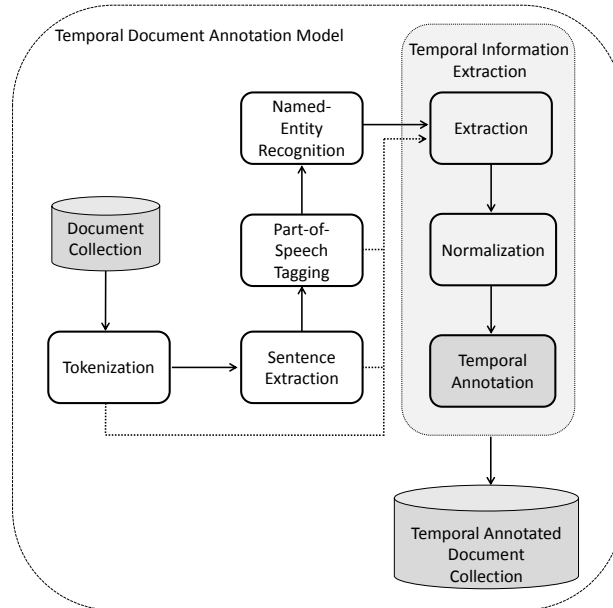 Temporal Document Annotation Model
Temporal Information
Extraction
Named-
Entity
Recognition
Extraction
Document
Collection
Part-of-
Speech
Tagging
Normalization
Tokenization
Sentence
Extraction
Temporal
Annotation
Temporal Annotated
Document
Collection